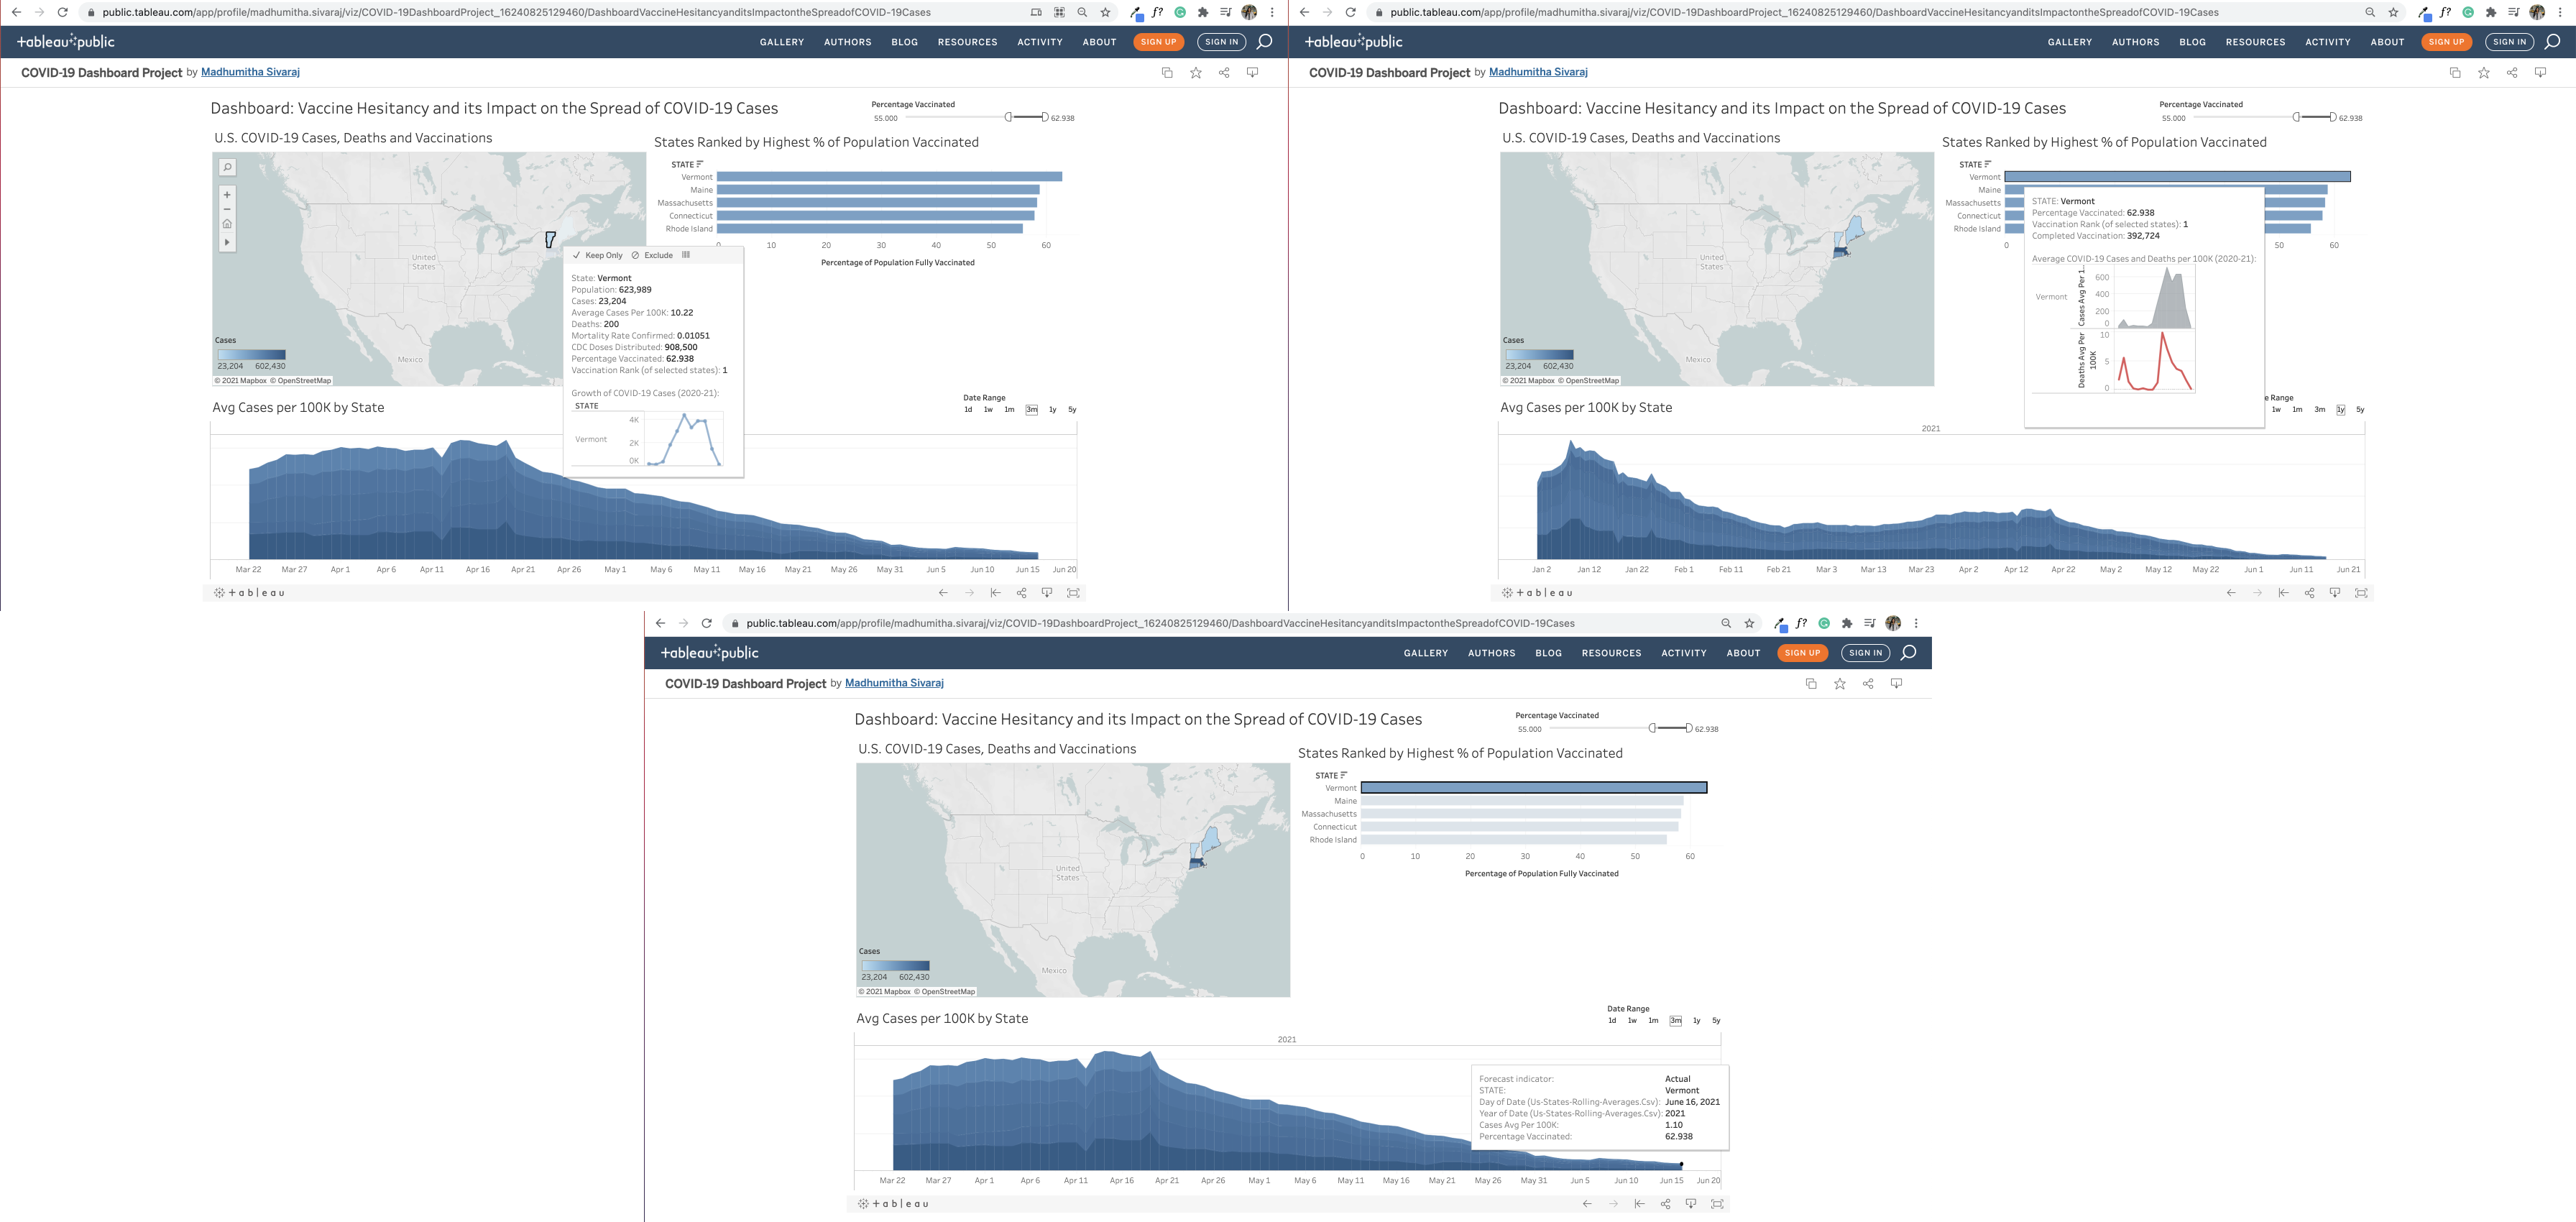 public.tableau.com/app/profile/madhumitha.sivaraj/viz/COVID-19DashboardProject_16240825129460/DashboardVaccineHesitancyanditsImpactontheSpreadofCOVID-19Cases
+ableau public
GALLERY AUTHORS BLOG RESOURCES ACTIVITY ABOUT SIGN UP SIGN IN
COVID-19 Dashboard Project by Madhumitha Sivaraj
Dashboard: Vaccine Hesitancy and its Impact on the Spread of COVID-19 Cases
Percentage Vaccinated
55.000 62.938
U.S. COVID-19 Cases, Deaths and Vaccinations
United
States
Mexico
Cases
23,204 602,430
© 2021 Mapbox © OpenStreetMap
States Ranked by Highest % of Population Vaccinated
STATE
Vermont
Maine
Massachusetts
Connecticut
Rhode Island
0 10 20 30 40 50 60
Percentage of Population Fully Vaccinated
Keep Only Exclude
State: Vermont
Population: 623,989
Cases: 23,204
Average Cases Per 100K: 10.22
Deaths: 200
Mortality Rate Confirmed: 0.01051
CDC Doses Distributed: 908,500
Percentage Vaccinated: 62.938
Vaccination Rank (of selected states): 1
Growth of COVID-19 Cases (2020-21):
STATE
Vermont
4K
2K
0K
Avg Cases per 100K by State
Date Range
1d 1w 1m 3m 1y 5y
Mar 22 Mar 27 Apr 1 Apr 6 Apr 11 Apr 16 Apr 21 Apr 26 May 1 May 6 May 11 May 16 May 21 May 26 May 31 Jun 5 Jun 10 Jun 15 Jun 20
+ a b l e a u
public.tableau.com/app/profile/madhumitha.sivaraj/viz/COVID-19DashboardProject_16240825129460/DashboardVaccineHesitancyanditsImpactontheSpreadofCOVID-19Cases
+ableau public
GALLERY AUTHORS BLOG RESOURCES ACTIVITY ABOUT SIGN UP SIGN IN
COVID-19 Dashboard Project by Madhumitha Sivaraj
Dashboard: Vaccine Hesitancy and its Impact on the Spread of COVID-19 Cases
Percentage Vaccinated
55.000 62.938
U.S. COVID-19 Cases, Deaths and Vaccinations
United
States
Mexico
Cases
23,204 602,430
© 2021 Mapbox © OpenStreetMap
States Ranked by Highest % of Population Vaccinated
STATE
Vermont
Maine
Massachusetts
Connecticut
Rhode Island
0 50 60
STATE: Vermont
Percentage Vaccinated: 62.938
Vaccination Rank (of selected states): 1
Completed Vaccination: 392,724
Average COVID-19 Cases and Deaths per 100K (2020-21):
Vermont
Cases Avg Per 1..
600
400
200
0
Deaths Avg Per
100K
10
5
0
Avg Cases per 100K by State
e Range
1w 1m 3m 1y 5y
2021
Jan 2 Jan 12 Jan 22 Feb 1 Feb 11 Feb 21 Mar 3 Mar 13 Mar 23 Apr 2 Apr 12 Apr 22 May 2 May 12 May 22 Jun 1 Jun 11 Jun 21
+ a b l e a u
public.tableau.com/app/profile/madhumitha.sivaraj/viz/COVID-19DashboardProject_16240825129460/DashboardVaccineHesitancyanditsImpactontheSpreadofCOVID-19Cases
+ableau public
GALLERY AUTHORS BLOG RESOURCES ACTIVITY ABOUT SIGN UP SIGN IN
COVID-19 Dashboard Project by Madhumitha Sivaraj
Dashboard: Vaccine Hesitancy and its Impact on the Spread of COVID-19 Cases
Percentage Vaccinated
55.000 62.938
U.S. COVID-19 Cases, Deaths and Vaccinations
United
States
Mexico
Cases
23,204 602,430
© 2021 Mapbox © OpenStreetMap
States Ranked by Highest % of Population Vaccinated
STATE
Vermont
Maine
Massachusetts
Connecticut
Rhode Island
0 10 20 30 40 50 60
Percentage of Population Fully Vaccinated
Avg Cases per 100K by State
Date Range
1d 1w 1m 3m 1y 5y
2021
Forecast indicator: Actual
STATE: Vermont
Day of Date (Us-States-Rolling-Averages.Csv): June 16, 2021
Year of Date (Us-States-Rolling-Averages.Csv): 2021
Cases Avg Per 100K: 1.10
Percentage Vaccinated: 62.938
Mar 22 Mar 27 Apr 1 Apr 6 Apr 11 Apr 16 Apr 21 Apr 26 May 1 May 6 May 11 May 16 May 21 May 26 May 31 Jun 5 Jun 10 Jun 15 Jun 20
+ a b l e a u